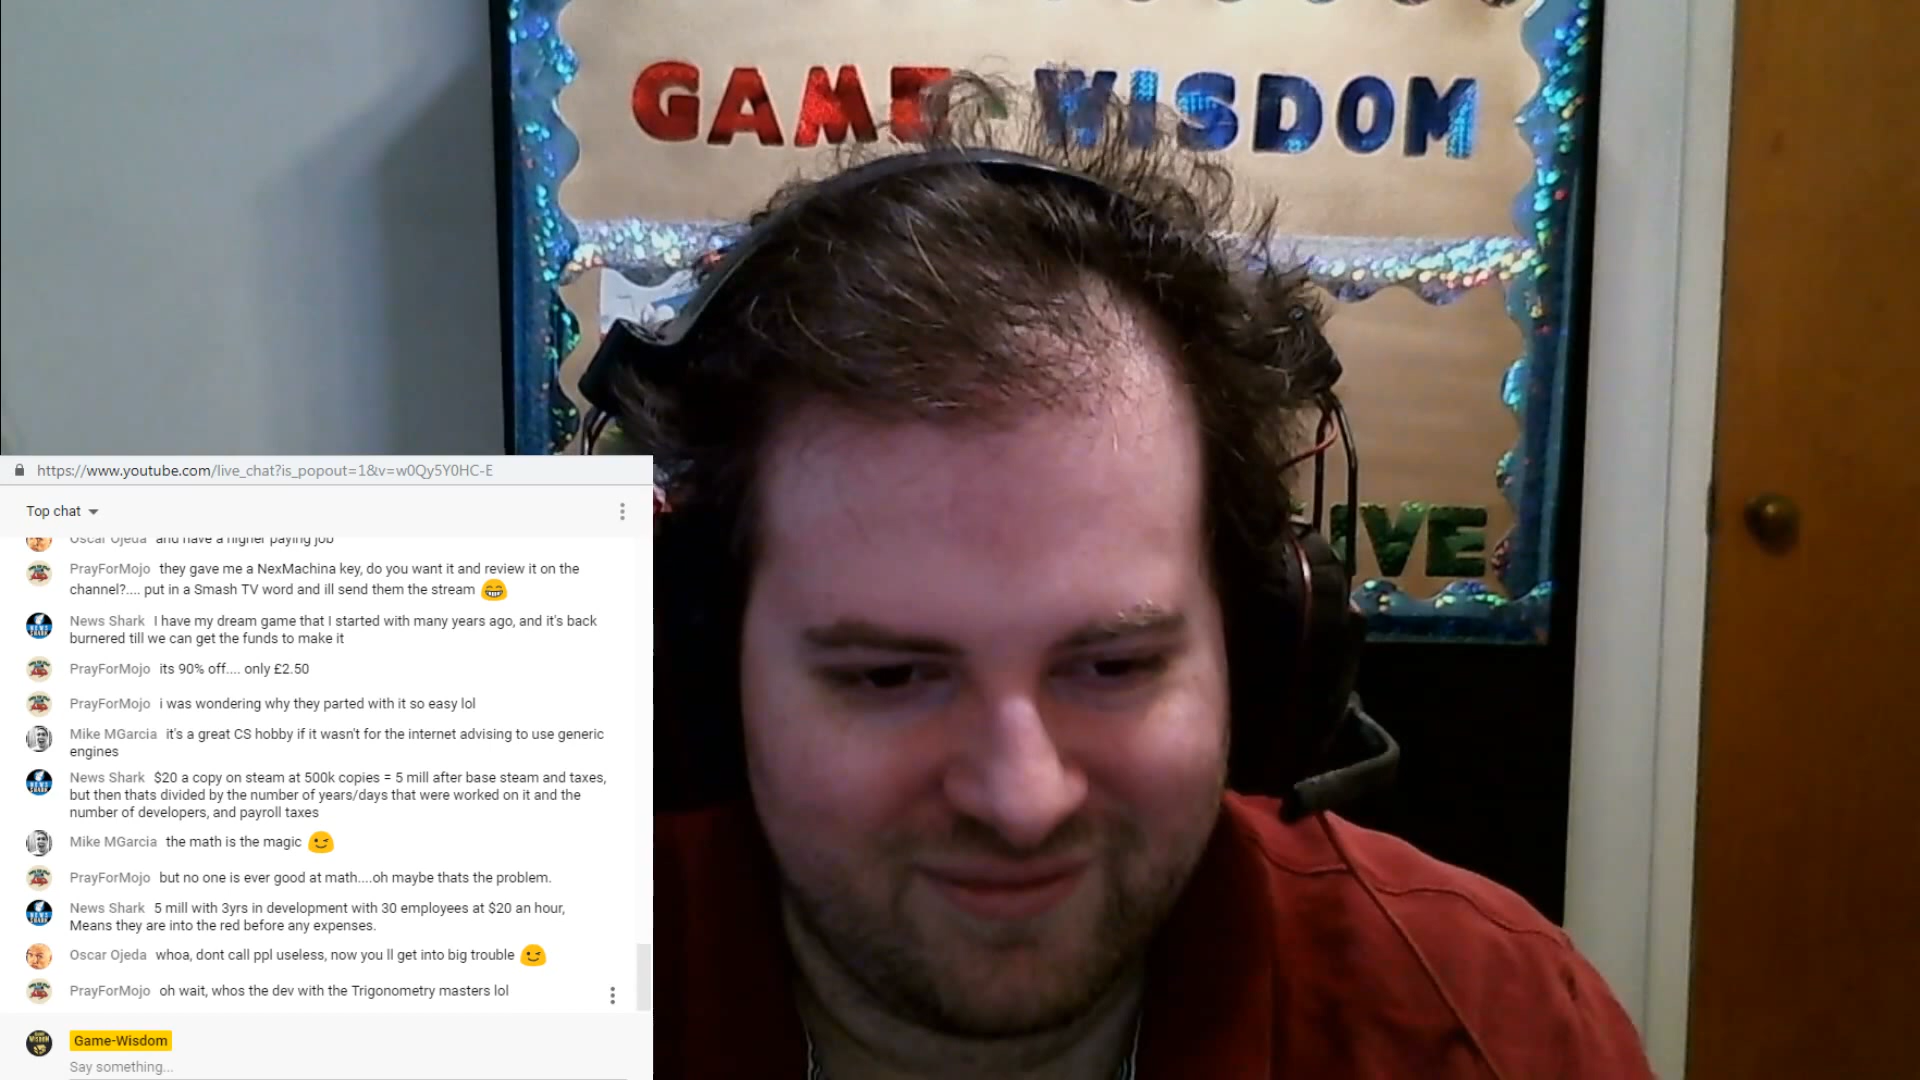 GAME WISDOM
LIVE
https://www.youtube.com/live_chat?is_popout=1&v=w0Qy5Y0HC-E
Top chat
Oscar Ojeda and have a higher paying job
PrayForMojo they gave me a NexMachina key, do you want it and review it on the
channel?.... put in a Smash TV word and ill send them the stream 😁
News Shark I have my dream game that I started with many years ago, and it's back
burnered till we can get the funds to make it
PrayForMojo its 90% off.... only £2.50
PrayForMojo i was wondering why they parted with it so easy lol
Mike MGarcia it's a great CS hobby if it wasn't for the internet advising to use generic
engines
News Shark $20 a copy on steam at 500k copies = 5 mill after base steam and taxes,
but then thats divided by the number of years/days that were worked on it and the
number of developers, and payroll taxes
Mike MGarcia the math is the magic 😉
PrayForMojo but no one is ever good at math....oh maybe thats the problem.
News Shark 5 mill with 3yrs in development with 30 employees at $20 an hour,
Means they are into the red before any expenses.
Oscar Ojeda whoa, dont call ppl useless, now you ll get into big trouble 😉
PrayForMojo oh wait, whos the dev with the Trigonometry masters lol
Game-Wisdom
Say something...